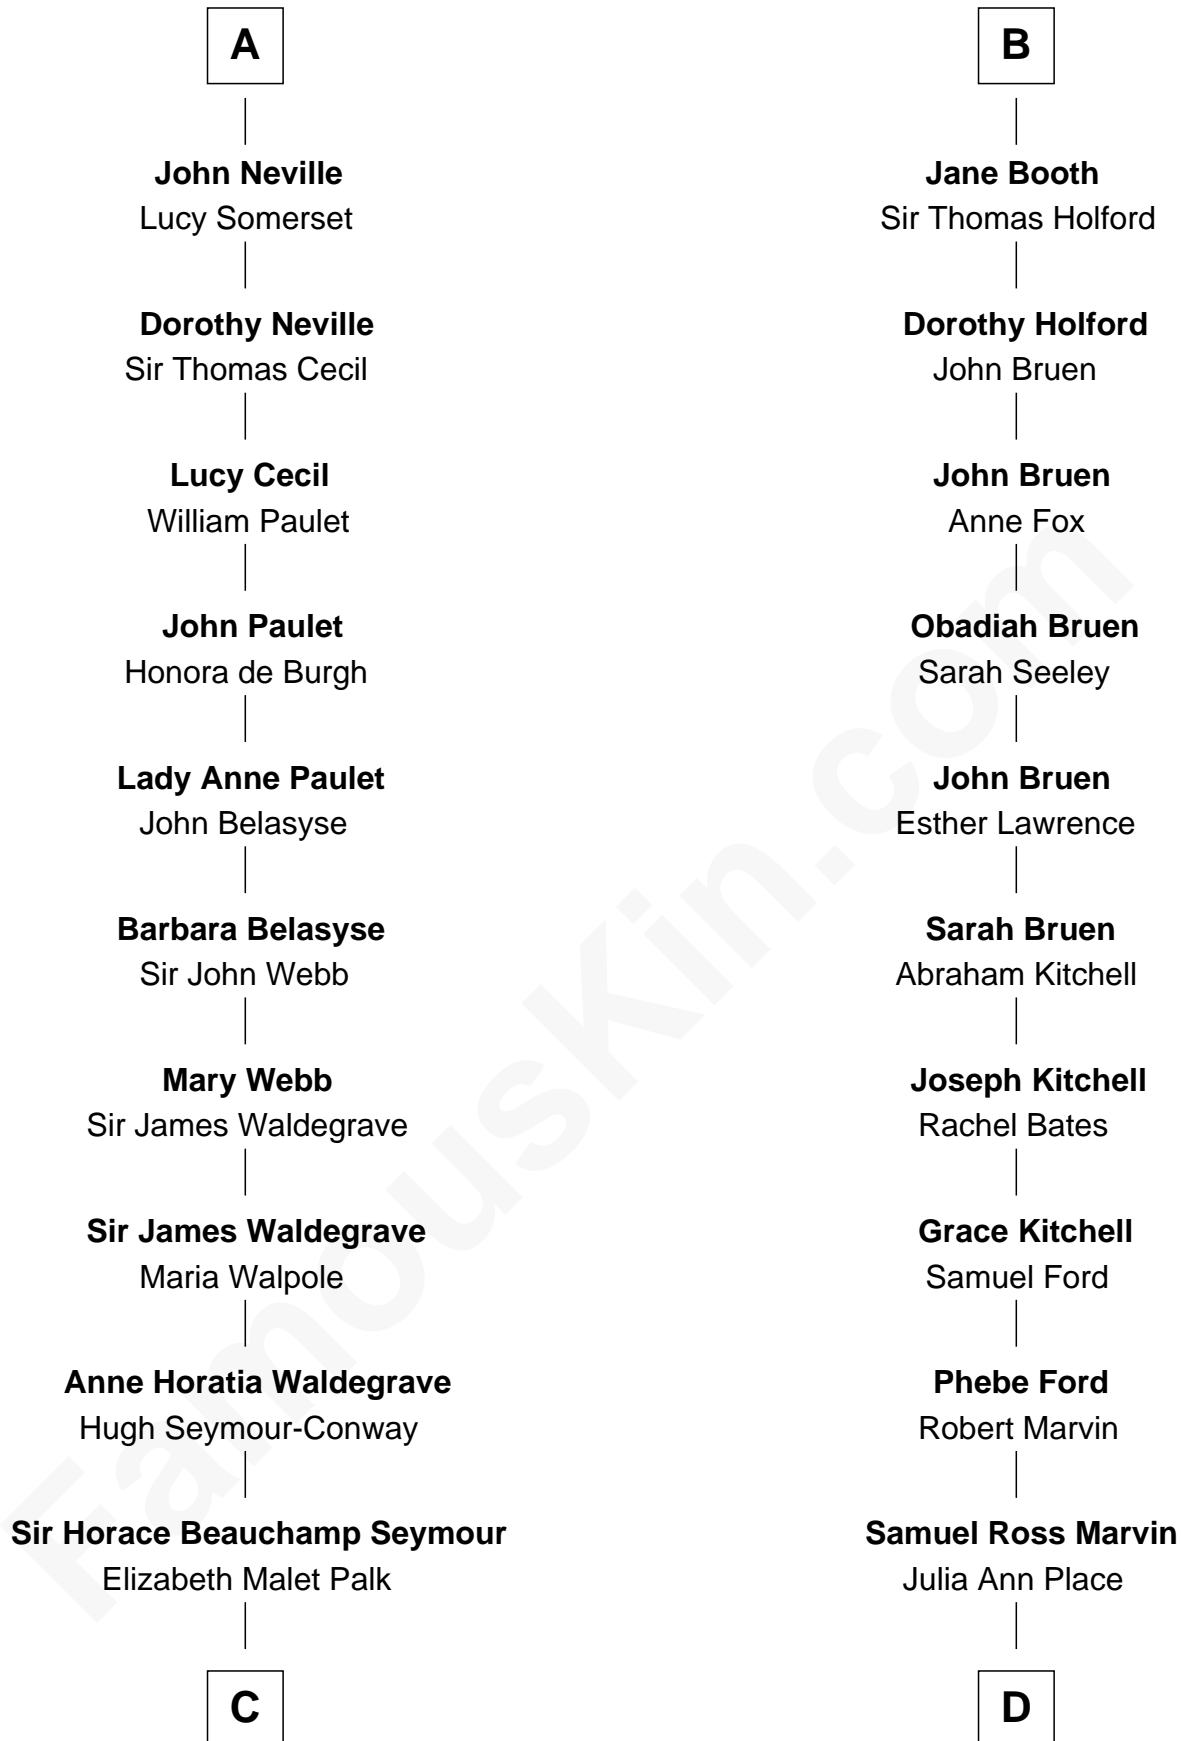 A
John Neville
Lucy Somerset
Dorothy Neville
Sir Thomas Cecil
Lucy Cecil
William Paulet
John Paulet
Honora de Burgh
Lady Anne Paulet
John Belasyse
Barbara Belasyse
Sir John Webb
Mary Webb
Sir James Waldegrave
Sir James Waldegrave
Maria Walpole
Anne Horatia Waldegrave
Hugh Seymour-Conway
Sir Horace Beauchamp Seymour
Elizabeth Malet Palk
C
B
Jane Booth
Sir Thomas Holford
Dorothy Holford
John Bruen
John Bruen
Anne Fox
Obadiah Bruen
Sarah Seeley
John Bruen
Esther Lawrence
Sarah Bruen
Abraham Kitchell
Joseph Kitchell
Rachel Bates
Grace Kitchell
Samuel Ford
Phebe Ford
Robert Marvin
Samuel Ross Marvin
Julia Ann Place
D
FamousKin.com